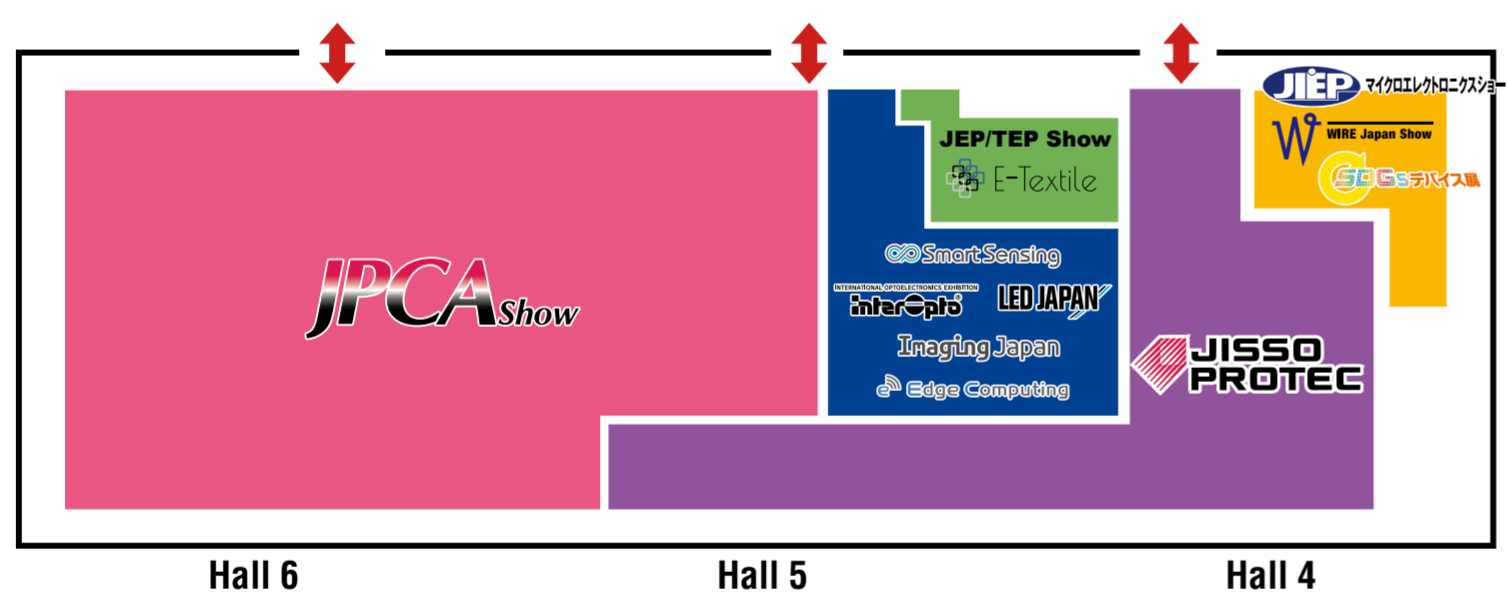 JPCA Show
JEP/TEP Show
E-Textile
Smart Sensing
INTERNATIONAL OPTOELECTRONICS EXHIBITION
interOpto®
LED JAPAN
Imaging Japan
e Edge Computing
JISSO
PROTEC
JIEP マイクロエレクトロニクスショー
W WIRE Japan Show
SDGsデバイス展
Hall 6
Hall 5
Hall 4